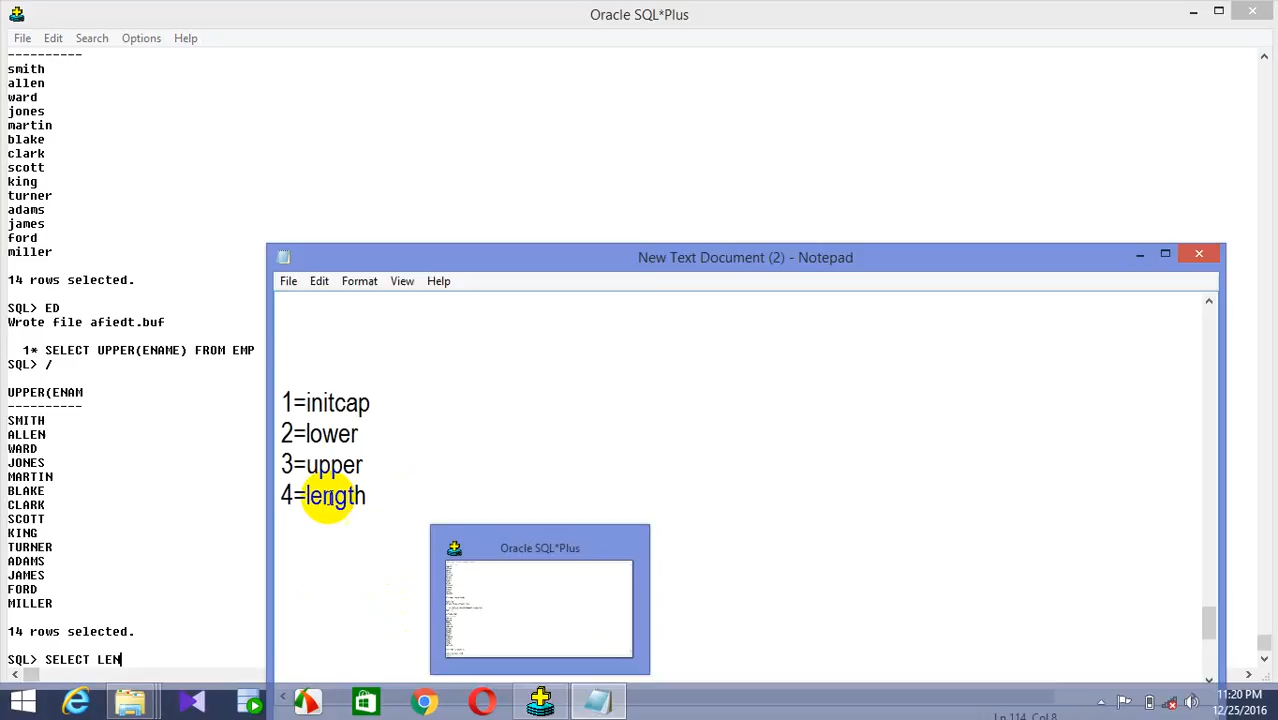 Oracle SQL*Plus
File Edit Search Options Help
----------
smith
allen
ward
jones
martin
blake
clark
scott
king
turner
adams
james
ford
miller
14 rows selected.
SQL> ED
Wrote file afiedt.buf
1* SELECT UPPER(ENAME) FROM EMP
SQL> /
UPPER(ENAM
----------
SMITH
ALLEN
WARD
JONES
MARTIN
BLAKE
CLARK
SCOTT
KING
TURNER
ADAMS
JAMES
FORD
MILLER
14 rows selected.
SQL> SELECT LEN
New Text Document (2) - Notepad
File Edit Format View Help
1=initcap
2=lower
3=upper
4=length
Oracle SQL*Plus
Ln 114, Col 8
11:20 PM
12/25/2016